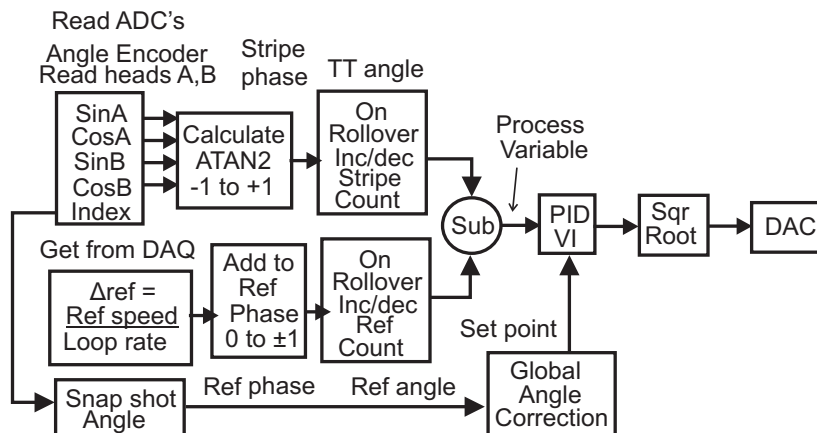 Read ADC's
Angle Encoder
Read heads A,B
Stripe
phase
TT angle
SinA
CosA
SinB
CosB
Index
Calculate
ATAN2
-1 to +1
On
Rollover
Inc/dec
Stripe
Count
Process
Variable
Sub
PID
VI
Sqr
Root
DAC
Get from DAQ
Δref =
Ref speed
Loop rate
Add to
Ref
Phase
0 to ±1
On
Rollover
Inc/dec
Ref
Count
Set point
Snap shot
Angle
Ref phase
Ref angle
Global
Angle
Correction